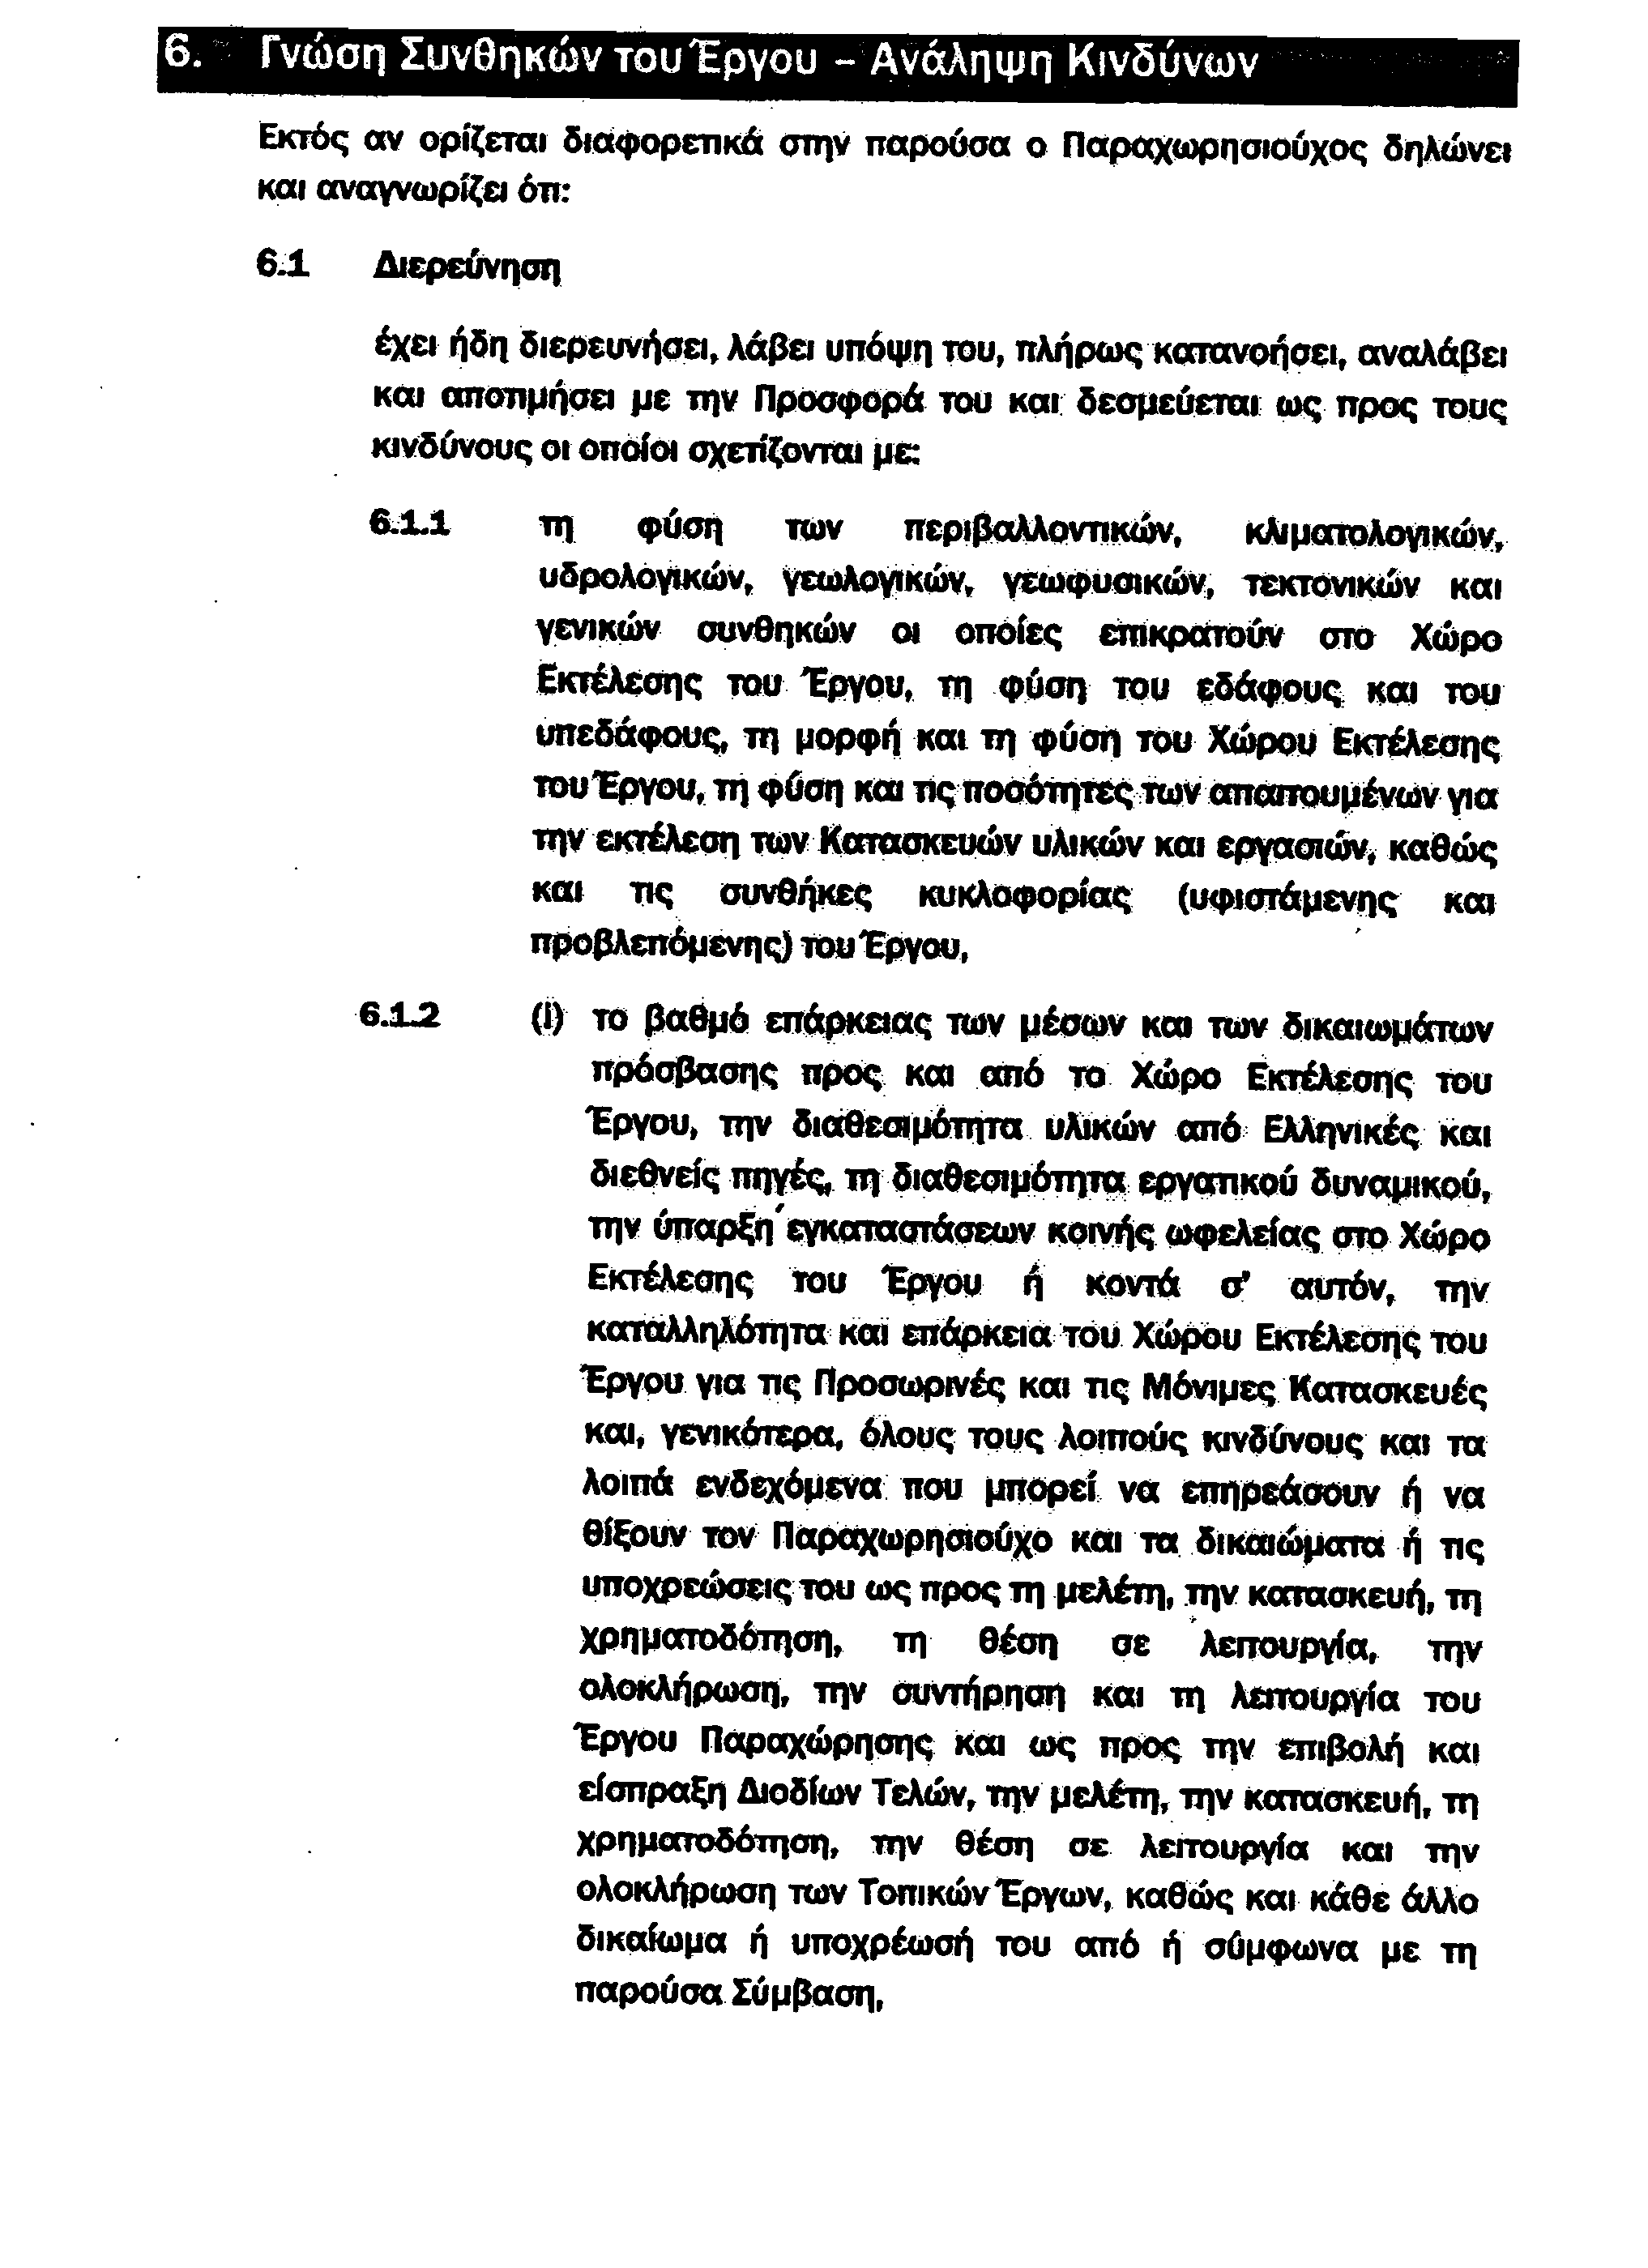 6. Γνώση Συνθηκών του Έργου – Ανάληψη Κινδύνων
Εκτός αν ορίζεται διαφορετικά στην παρούσα ο Παραχωρησιούχος δηλώνει
και αναγνωρίζει ότι:
6.1 Διερεύνηση
έχει ήδη διερευνήσει, λάβει υπόψη του, πλήρως κατανοήσει, αναλάβει
και αποτιμήσει με την Προσφορά του και δεσμεύεται ως προς τους
κινδύνους οι οποίοι σχετίζονται με:
6.1.1 τη φύση των περιβαλλοντικών, κλιματολογικών,
υδρολογικών, γεωλογικών, γεωφυσικών, τεκτονικών και
γενικών συνθηκών οι οποίες επικρατούν στο Χώρο
Εκτέλεσης του Έργου, τη φύση του εδάφους και του
υπεδάφους, τη μορφή και τη φύση του Χώρου Εκτέλεσης
του Έργου, τη φύση και τις ποσότητες των απαιτουμένων για
την εκτέλεση των Κατασκευών υλικών και εργασιών, καθώς
και τις συνθήκες κυκλοφορίας (υφιστάμενης και
προβλεπόμενης) του Έργου,
6.1.2 (i) το βαθμό επάρκειας των μέσων και των δικαιωμάτων
πρόσβασης προς και από το Χώρο Εκτέλεσης του
Έργου, την διαθεσιμότητα υλικών από Ελληνικές και
διεθνείς πηγές, τη διαθεσιμότητα εργατικού δυναμικού,
την ύπαρξη εγκαταστάσεων κοινής ωφελείας στο Χώρο
Εκτέλεσης του Έργου ή κοντά σ' αυτόν, την
καταλληλότητα και επάρκεια του Χώρου Εκτέλεσης του
Έργου για τις Προσωρινές και τις Μόνιμες Κατασκευές
και, γενικότερα, όλους τους λοιπούς κινδύνους και τα
λοιπά ενδεχόμενα που μπορεί να επηρεάσουν ή να
θίξουν τον Παραχωρησιούχο και τα δικαιώματα ή τις
υποχρεώσεις του ως προς τη μελέτη, την κατασκευή, τη
χρηματοδότηση, τη θέση σε λειτουργία, την
ολοκλήρωση, την συντήρηση και τη λειτουργία του
Έργου Παραχώρησης και ως προς την επιβολή και
είσπραξη Διοδίων Τελών, την μελέτη, την κατασκευή, τη
χρηματοδότηση, την θέση σε λειτουργία και την
ολοκλήρωση των Τοπικών Έργων, καθώς και κάθε άλλο
δικαίωμα ή υποχρέωσή του από ή σύμφωνα με τη
παρούσα Σύμβαση,